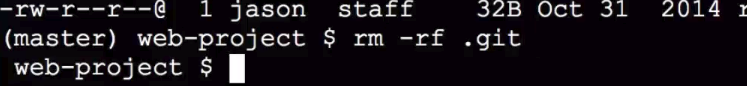 -rw-r--r--@ 1 jason staff 32B Oct 31 2014
(master) web-project $ rm -rf .git
web-project $